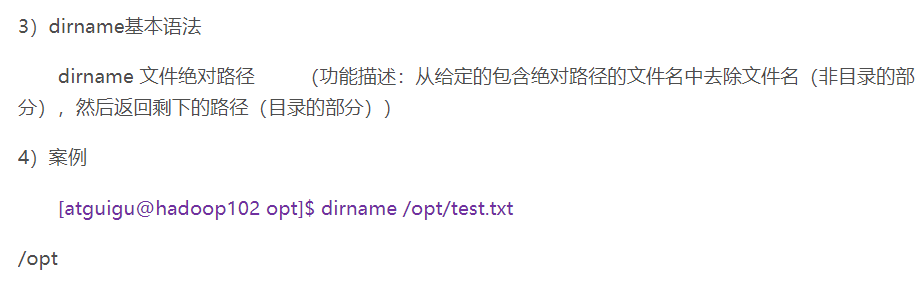 3）dirname基本语法
dirname 文件绝对路径 （功能描述：从给定的包含绝对路径的文件名中去除文件名（非目录的部
分），然后返回剩下的路径（目录的部分））
4）案例
[atguigu@hadoop102 opt]$ dirname /opt/test.txt
/opt